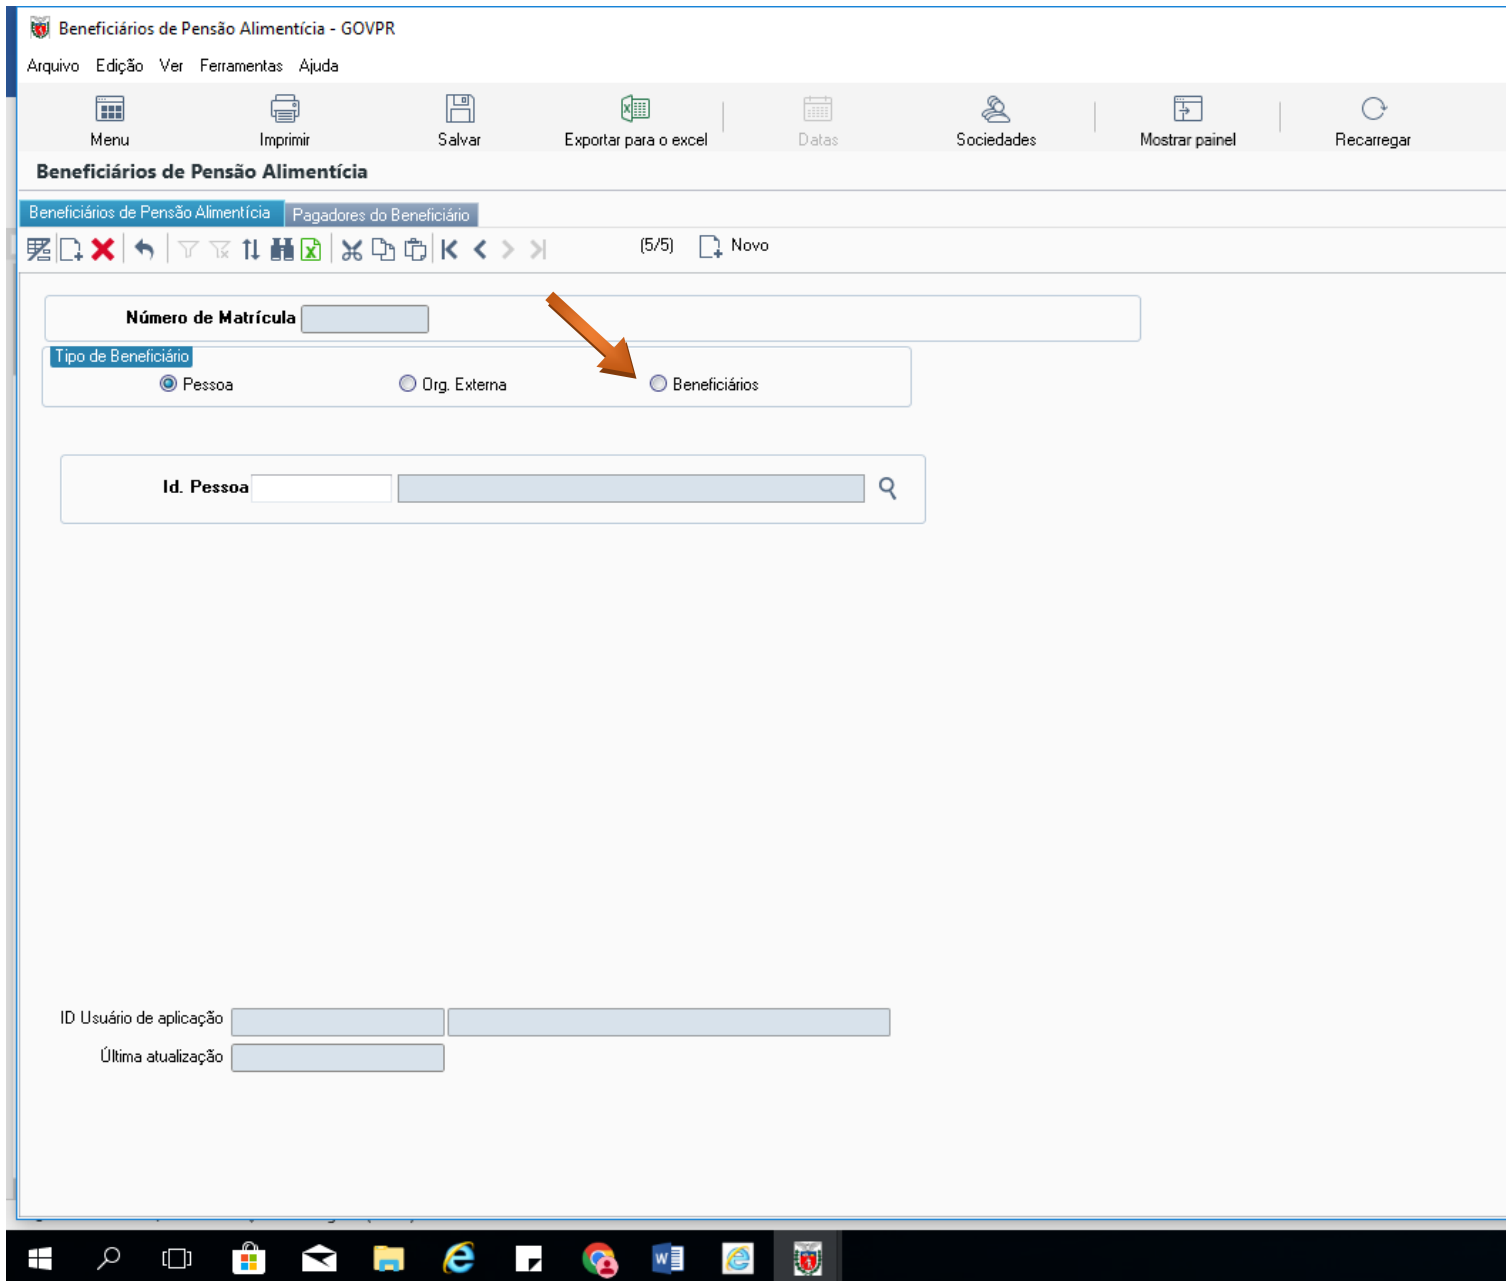 Beneficiários de Pensão Alimentícia - GOVPR
Arquivo Edição Ver Ferramentas Ajuda
Menu Imprimir Salvar Exportar para o excel Datas Sociedades Mostrar painel Recarregar
Beneficiários de Pensão Alimentícia
Beneficiários de Pensão Alimentícia Pagadores do Beneficiário
(5/5) Novo
Número de Matrícula
Tipo de Beneficiário
Pessoa Org. Externa Beneficiários
Id. Pessoa
ID Usuário de aplicação
Última atualização